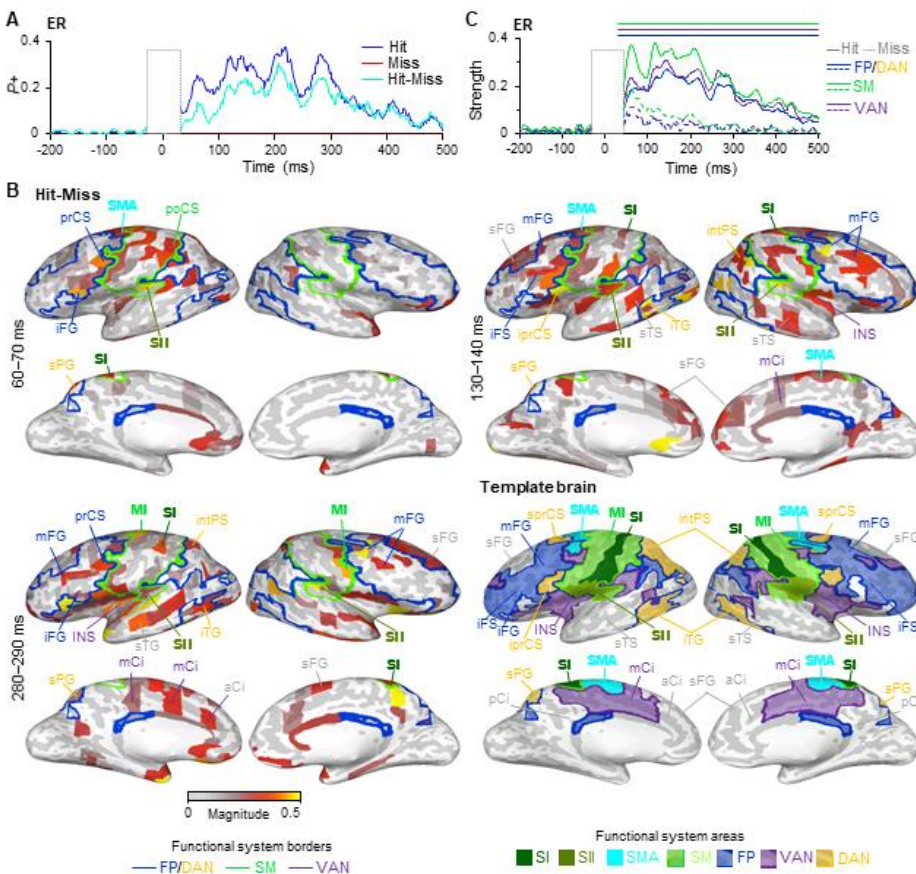 A ER
0.4
0.2
0
P+
-200 -100 0 100 200 300 400 500
Time (ms)
Hit
Miss
Hit-Miss
C ER
0.4
0.2
0
Strength
-200 -100 0 100 200 300 400 500
Time (ms)
Hit Miss
FP/DAN
SM
VAN
B Hit-Miss
60–70 ms
prCS SMA poCS
iFG SII
sPG SI
130–140 ms
sFG mFG SMA SI SI intPS mFG
iFS iprCS SII sTS iTG SII sTS INS
sPG sFG mCi SMA
280–290 ms
mFG prCS MI SI intPS MI mFG sFG
iFG INS sTG SII iTG SII
sPG mCi mCi aCi sFG SI
0 Magnitude 0.5
Functional system borders
FP/DAN SM VAN
Template brain
sFG mFG sprCS SMA MI SI intPS SI MI SMA sprCS mFG sFG
iFS iFG iprCS INS sTS SII iTG sTS SII INS iFS iFG
sPG SI SMA mCi aCi sFG aCi mCi SMA SI sPG
pCi pC
Functional system areas
SI SII SMA SM FP VAN DAN